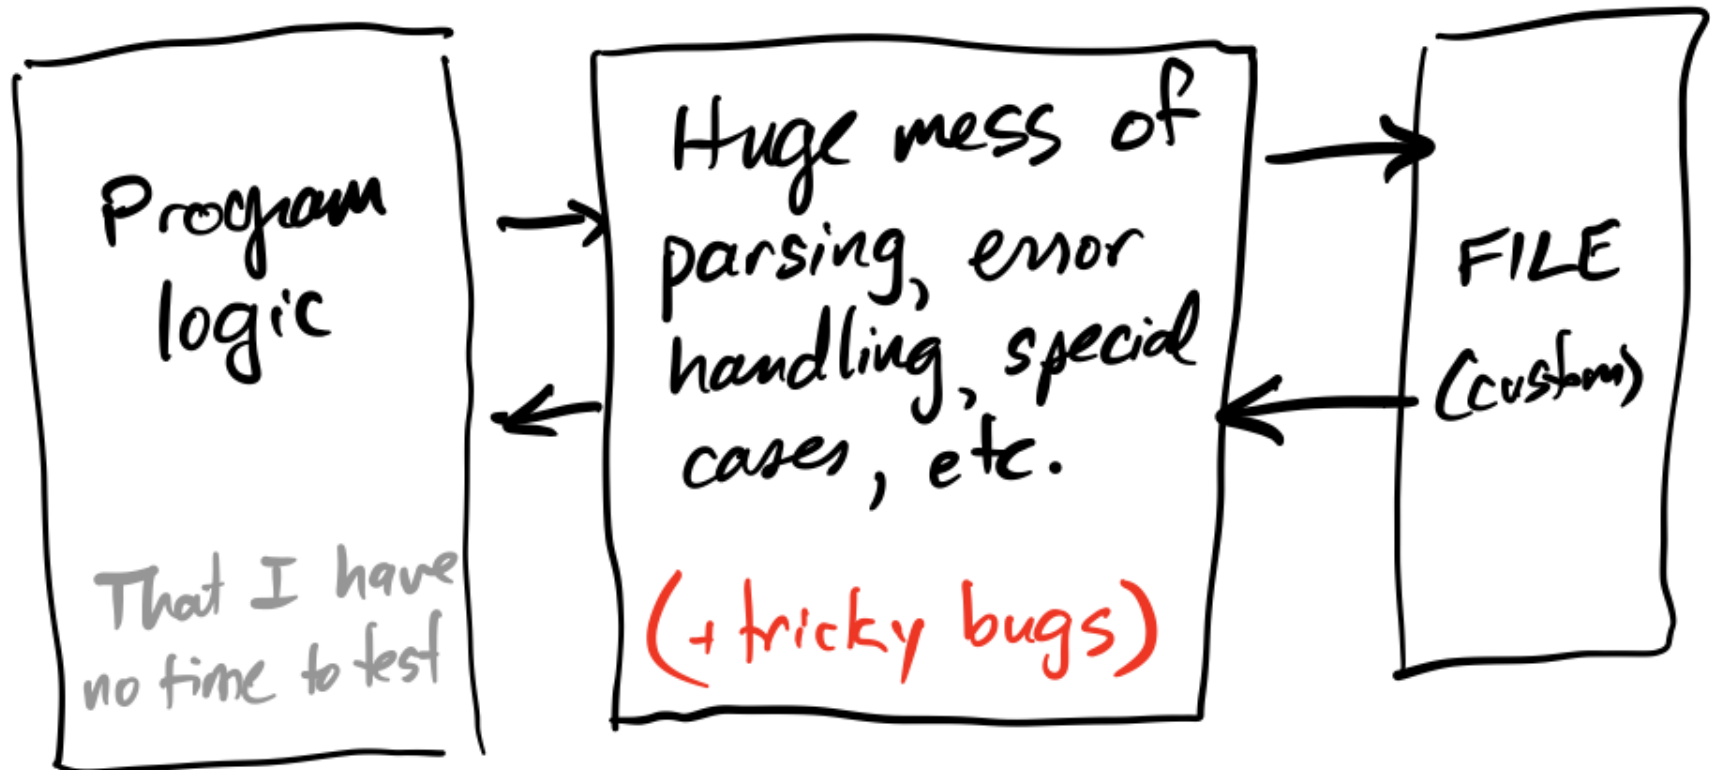 Program
logic
That I have
no time to test
Huge mess of
parsing, error
handling, special
cases, etc.
(+ tricky bugs)
FILE
(custom)